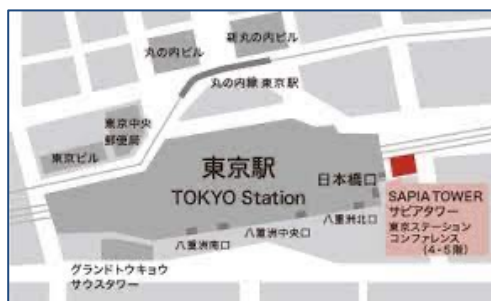 新丸の内ビル
丸の内ビル
丸の内線 東京駅
東京中央
郵便局
東京ビル
東京駅
TOKYO Station
日本橋口
SAPIA TOWER
サピアタワー
東京ステーション
コンファレンス
(4-5階)
八重洲北口
八重洲中央口
八重洲南口
グランドトウキョウ
サウスタワー